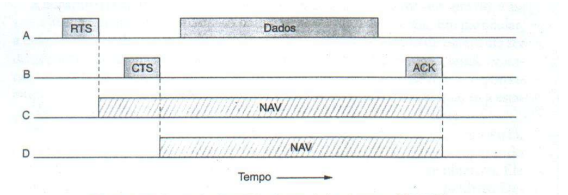 A RTS Dados
B CTS ACK
C NAV
D NAV
Tempo